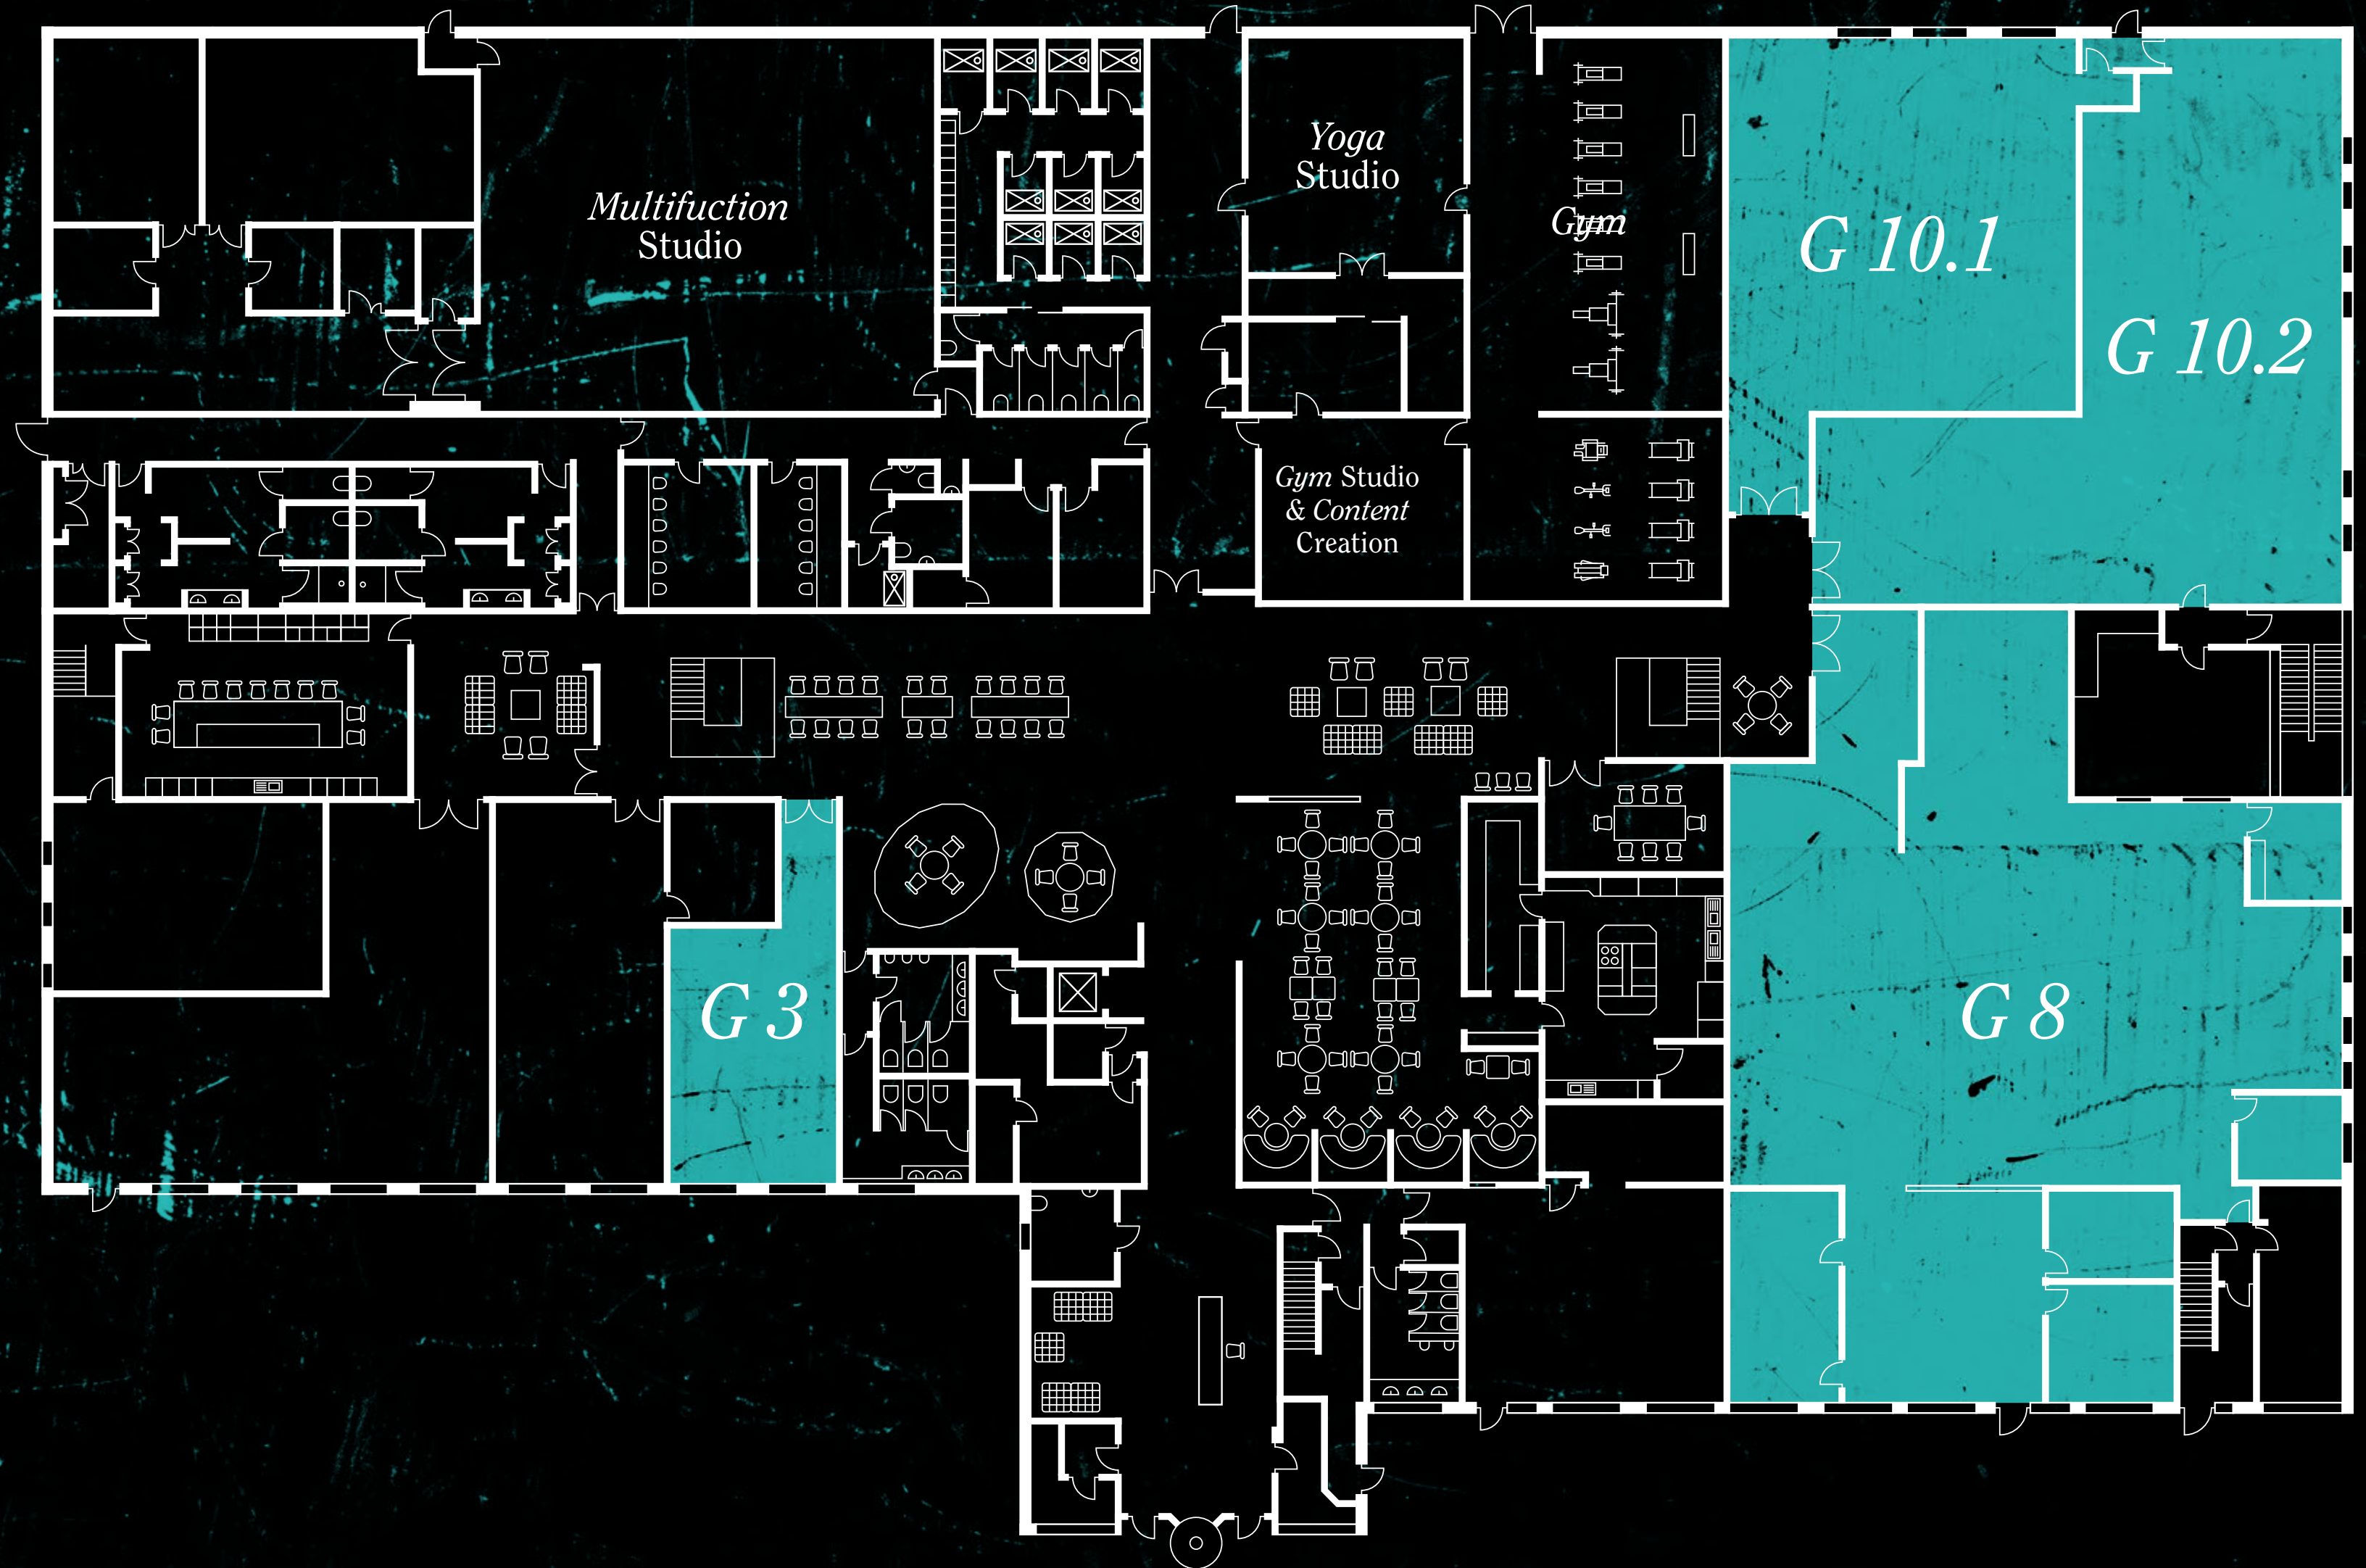 Multifuction
Studio
Yoga
Studio
Gym
G 10.1
G 10.2
Gym Studio
& Content
Creation
G 3
G 8